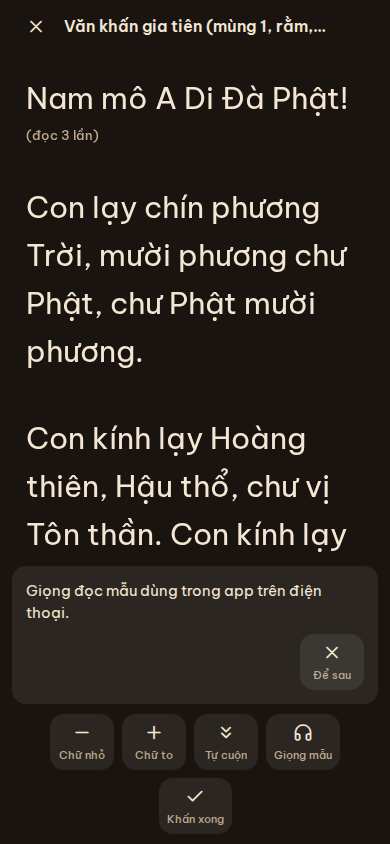 Văn khấn gia tiên (mùng 1, rằm,...
Nam mô A Di Đà Phật!
(đọc 3 lần)
Con lạy chín phương
Trời, mười phương chư
Phật, chư Phật mười
phương.
Con kính lạy Hoàng
thiên, Hậu thổ, chư vị
Tôn thần. Con kính lạy
Giọng đọc mẫu dùng trong app trên điện
thoại.
Để sau
Chữ nhỏ
Chữ to
Tự cuộn
Giọng mẫu
Khấn xong